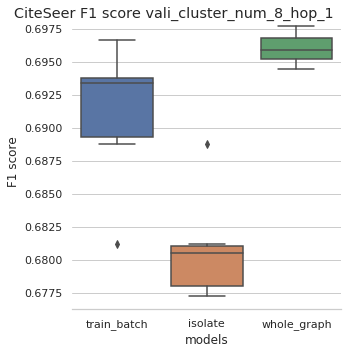 CiteSeer F1 score vali_cluster_num_8_hop_1
0.6975
0.6950
0.6925
0.6900
0.6875
0.6850
0.6825
0.6800
0.6775
F1 score
train_batch isolate whole_graph
models